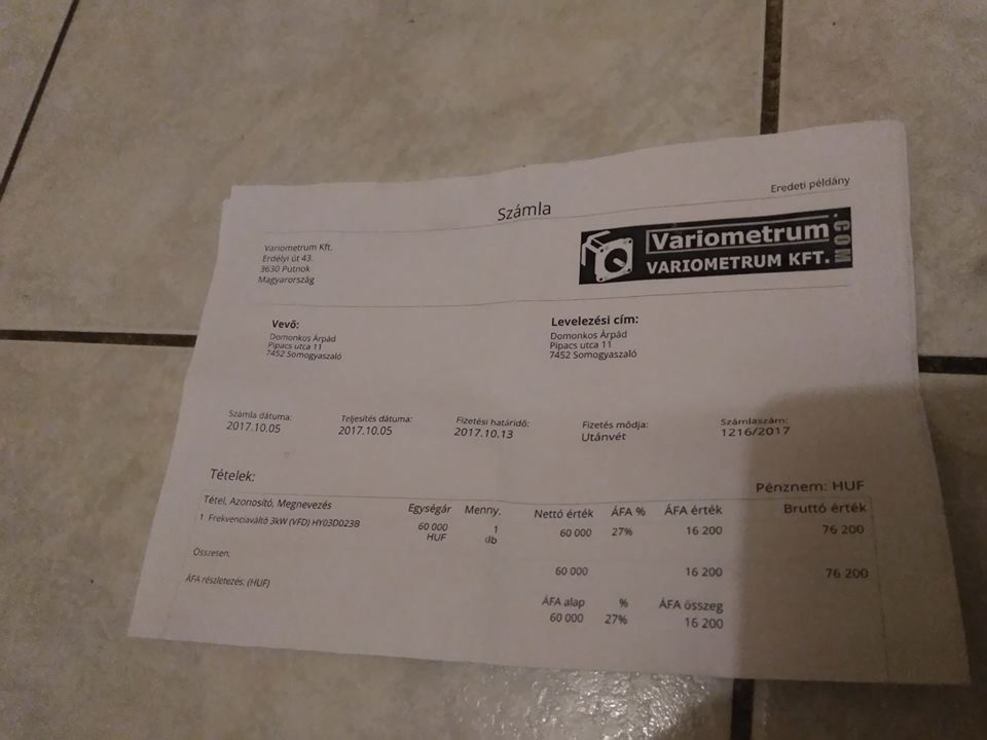 Eredeti példány
Számla
Variometrum.COM
VARIOMETRUM KFT.
Variometrum Kft.
Erdélyi út 43.
3630 Putnok
Magyarország
Vevő:
Domonkos Árpád
Pipacs utca 11
7452 Somogyaszaló
Levelezési cím:
Domonkos Árpád
Pipacs utca 11
7452 Somogyaszaló
Számla dátuma: Teljesítés dátuma: Fizetési határidő: Fizetés módja: Számlaszám:
2017.10.05 2017.10.05 2017.10.13 Utánvét 1216/2017
Tételek:
Pénznem: HUF
Tétel, Azonosító, Megnevezés Egységár Menny. Nettó érték ÁFA % ÁFA érték Bruttó érték
1 Frekvenciaváltó 3kW (VFD) HY03D023B 60 000 1 60 000 27% 16 200 76 200
HUF db
Összesen: 60 000 16 200 76 200
ÁFA részletezés: (HUF)
ÁFA alap % ÁFA összeg
60 000 27% 16 200